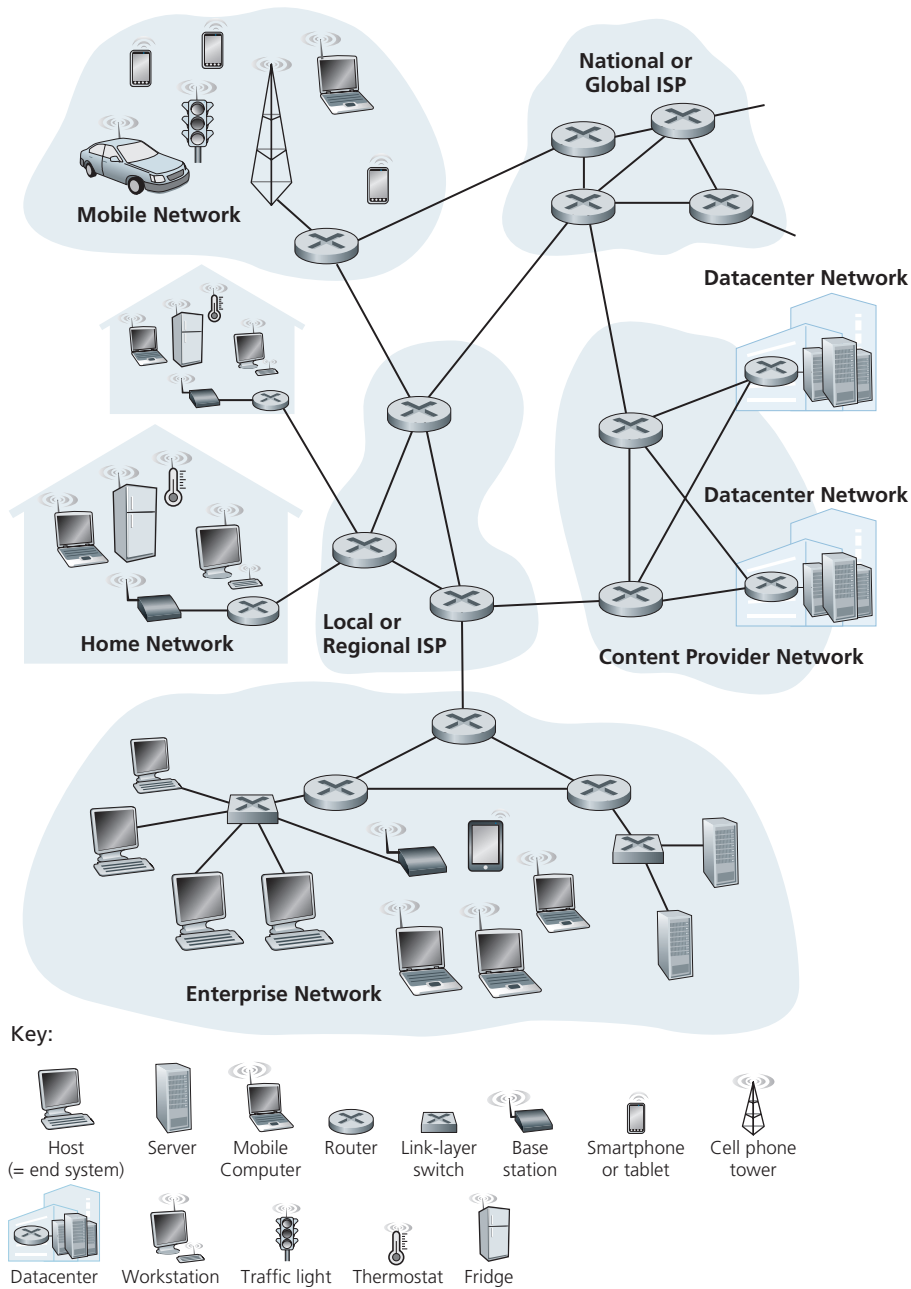 National or
Global ISP
Mobile Network
Datacenter Network
Datacenter Network
Local or
Regional ISP
Home Network
Content Provider Network
Enterprise Network
Key:
Host
(= end system)
Server
Mobile
Computer
Router
Link-layer
switch
Base
station
Smartphone
or tablet
Cell phone
tower
Datacenter
Workstation
Traffic light
Thermostat
Fridge